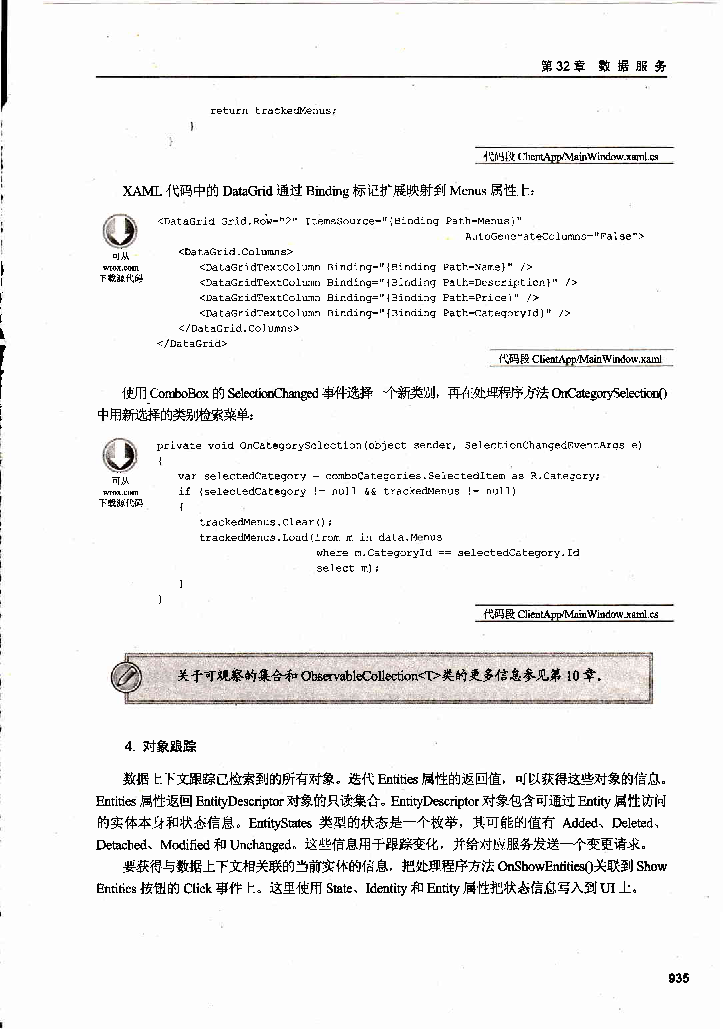 第 32 章 数 据 服 务
return trackedMenus;
}
}
代码段 ClientApp/MainWindow.xaml.cs
XAML 代码中的 DataGrid 通过 Binding 标记扩展映射到 Menus 属性上：
<DataGrid Grid.Row="2" ItemsSource="{Binding Path=Menus}"
AutoGenerateColumns="False">
可从
wrox.com
下载源代码
<DataGrid.Columns>
<DataGridTextColumn Binding="{Binding Path=Name}" />
<DataGridTextColumn Binding="{Binding Path=Description}" />
<DataGridTextColumn Binding="{Binding Path=Price}" />
<DataGridTextColumn Binding="{Binding Path=CategoryId}" />
</DataGrid.Columns>
</DataGrid>
代码段 ClientApp/MainWindow.xaml
使用 ComboBox 的 SelectionChanged 事件选择一个新类别，再在处理程序方法 OnCategorySelection()
中用新选择的类别检索菜单：
private void OnCategorySelection(object sender, SelectionChangedEventArgs e)
{
可从
wrox.com
下载源代码
var selectedCategory = comboCategories.SelectedItem as R.Category;
if (selectedCategory != null && trackedMenus != null)
{
trackedMenus.Clear();
trackedMenus.Load(from m in data.Menus
where m.CategoryId == selectedCategory.Id
select m);
}
}
代码段 ClientApp/MainWindow.xaml.cs
关于可观察的集合和 ObservableCollection<T>类的更多信息参见第 10 章。
4. 对象跟踪
数据上下文跟踪已检索到的所有对象。迭代 Entities 属性的返回值，可以获得这些对象的信息。
Entities 属性返回 EntityDescriptor 对象的只读集合。EntityDescriptor 对象包含可通过 Entity 属性访问
的实体本身和状态信息。EntityStates 类型的状态是一个枚举，其可能的值有 Added、Deleted、
Detached、Modified 和 Unchanged。这些信息用于跟踪变化，并给对应服务发送一个变更请求。
要获得与数据上下文相关联的当前实体的信息，把处理程序方法 OnShowEntities()关联到 Show
Entities 按钮的 Click 事件上。这里使用 State、Identity 和 Entity 属性把状态信息写入到 UI 上。
935